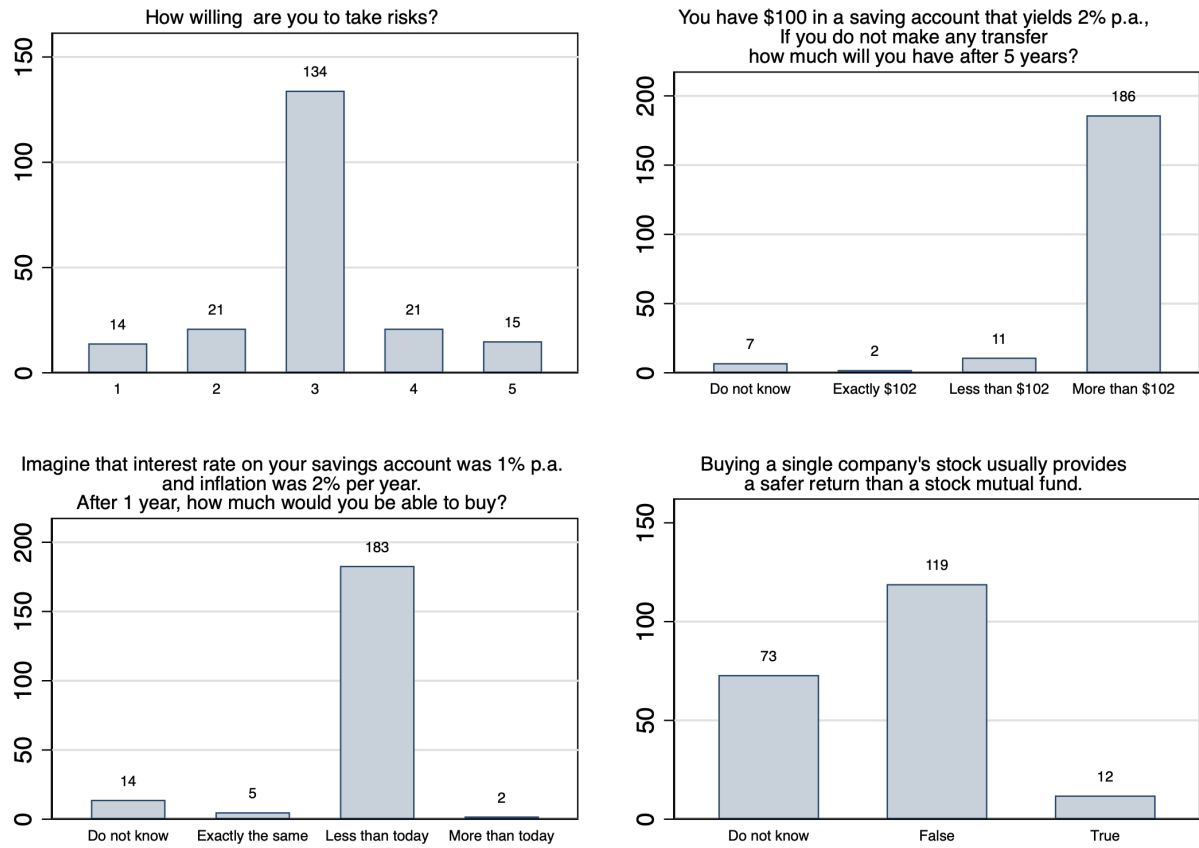 How willing  are you to take risks?
150
100
50
0
14
21
134
21
15
1 2 3 4 5
You have $100 in a saving account that yields 2% p.a.,
If you do not make any transfer
how much will you have after 5 years?
200
150
100
50
0
7
2
11
186
Do not know Exactly $102 Less than $102 More than $102
Imagine that interest rate on your savings account was 1% p.a.
and inflation was 2% per year.
After 1 year, how much would you be able to buy?
200
150
100
50
0
14
5
183
2
Do not know Exactly the same Less than today More than today
Buying a single company's stock usually provides
a safer return than a stock mutual fund.
150
100
50
0
73
119
12
Do not know False True